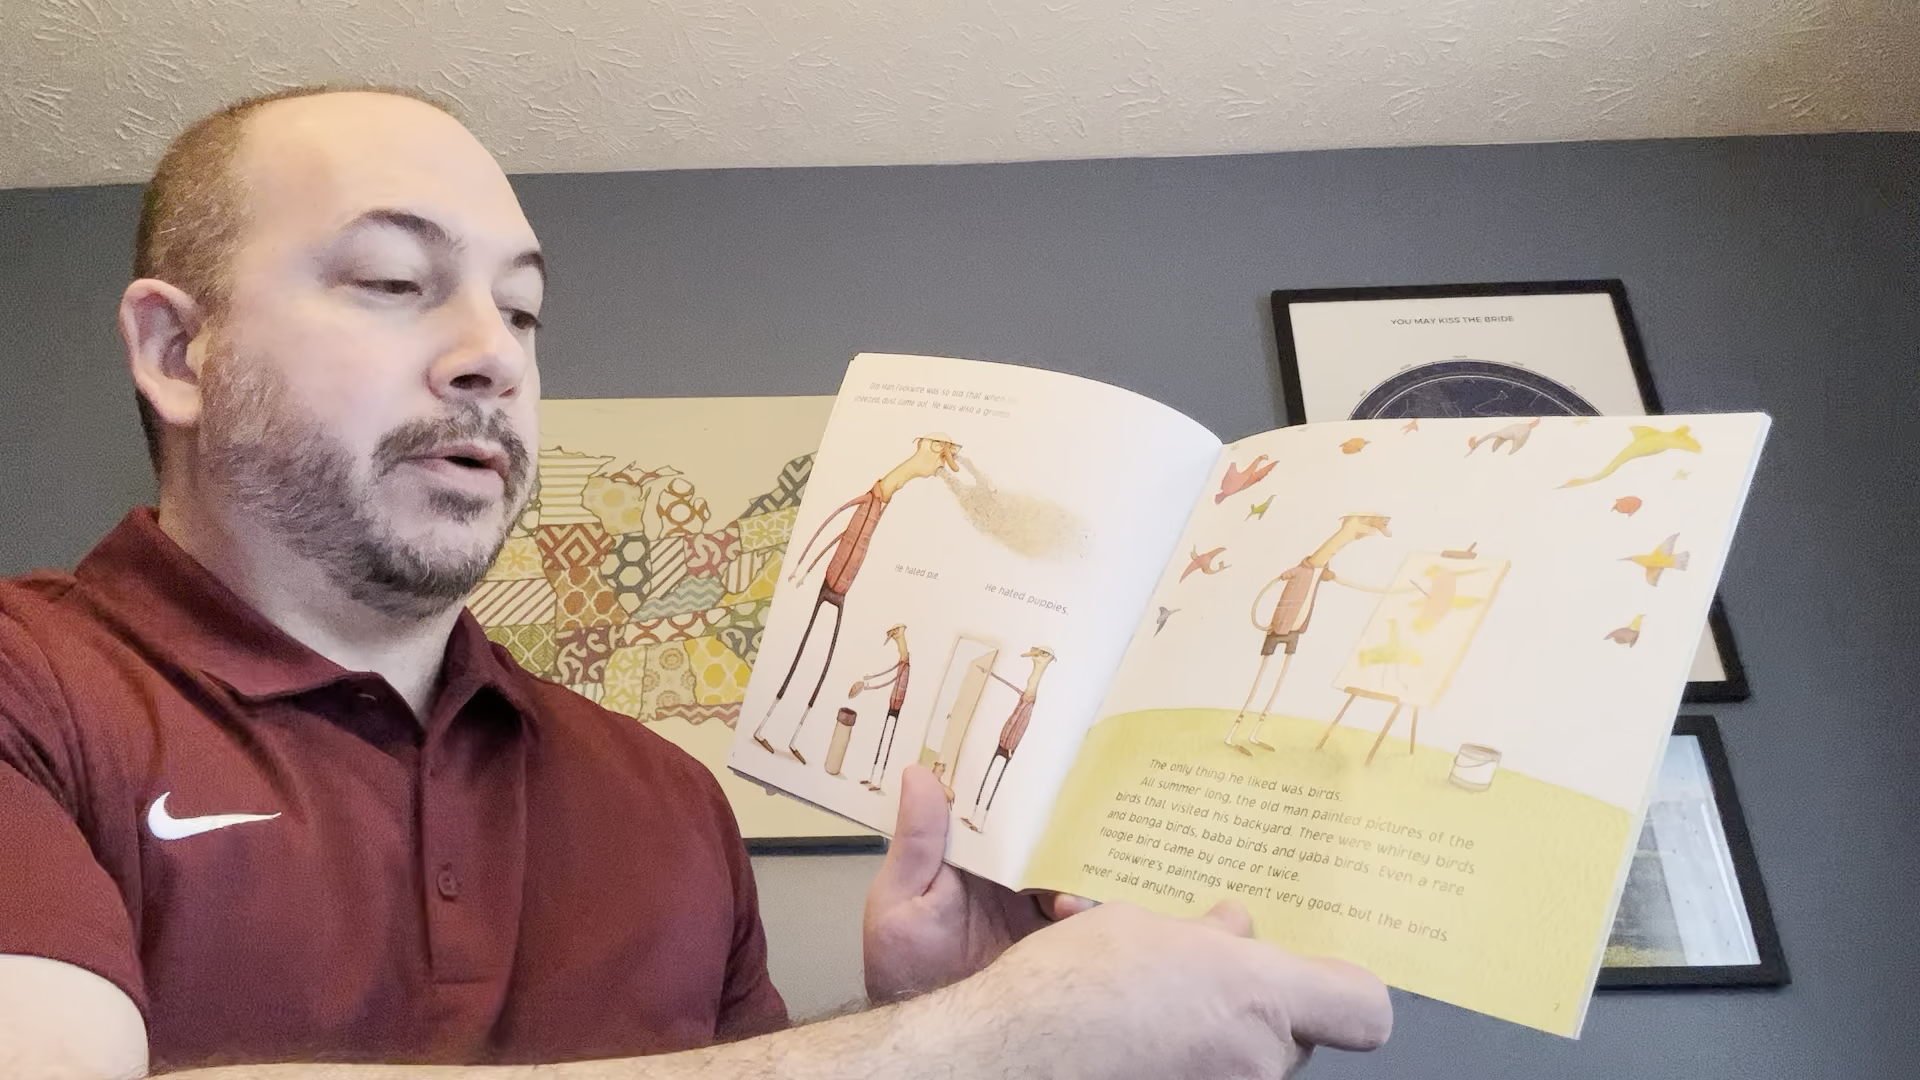 YOU MAY KISS THE BRIDE
Old Man Fookwire was so old that when he
sneezed, dust came out. He was also a grump.
He hated pie.
He hated puppies.
The only thing he liked was birds.
All summer long, the old man painted pictures of the
birds that visited his backyard. There were whirley birds
and bonga birds, baba birds and yaba birds. Even a rare
floogie bird came by once or twice.
Fookwire's paintings weren't very good, but the birds
never said anything.
7